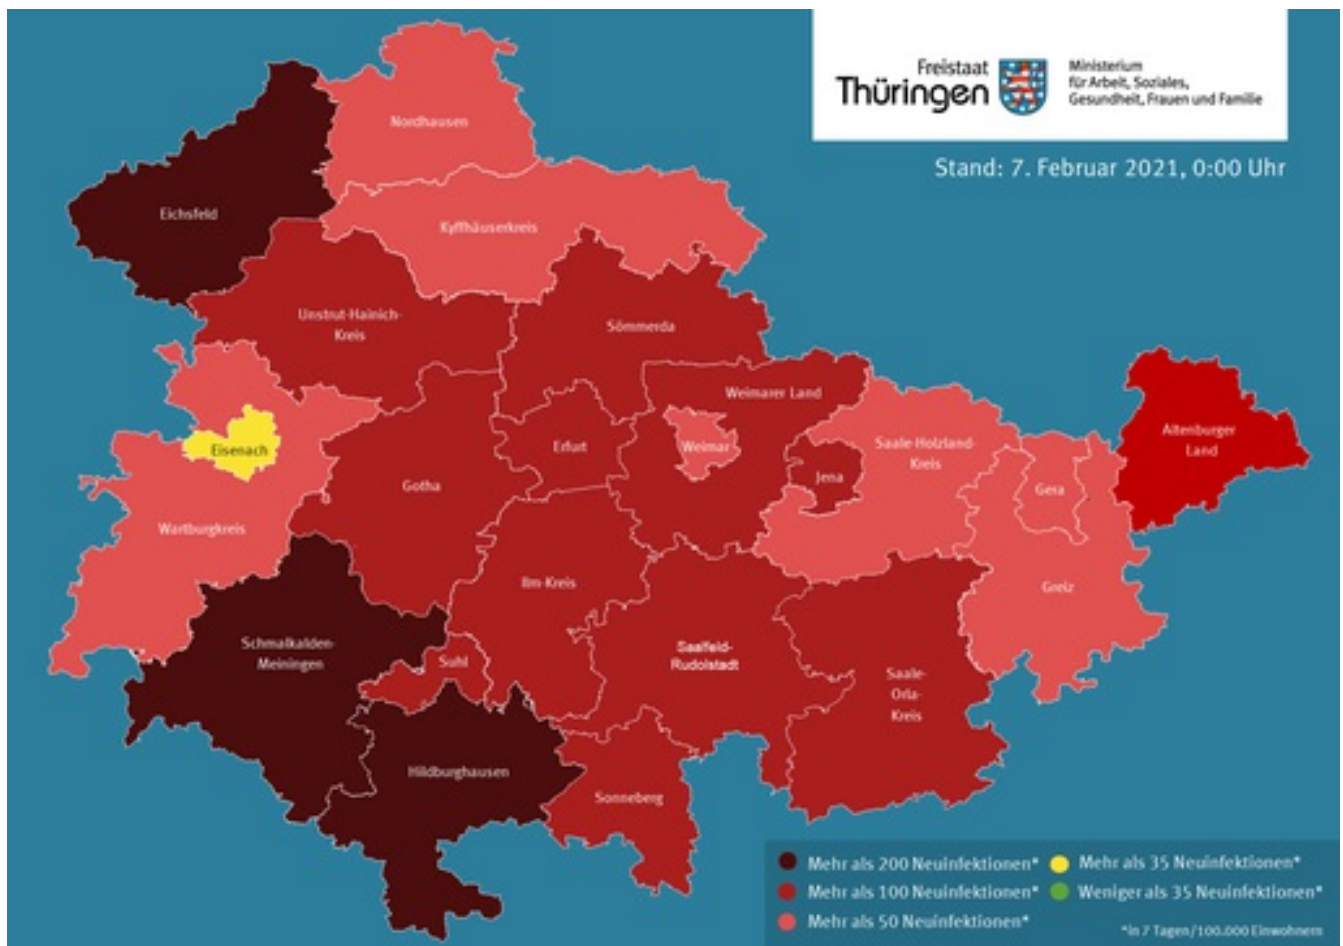 Freistaat
Thüringen
Ministerium
für Arbeit, Soziales,
Gesundheit, Frauen und Familie
Stand: 7. Februar 2021, 0:00 Uhr
Nordhausen
Eichsfeld
Kyffhäuserkreis
Unstrut-Hainich-
Kreis
Sömmerda
Weimarer Land
Eisenach
Erfurt
Weimar
Saale-Holzland-
Kreis
Altenburger
Land
Gotha
Jena
Gera
Wartburgkreis
Ilm-Kreis
Greiz
Schmalkalden-
Meiningen
Suhl
Saalfeld-
Rudolstadt
Saale-
Orla-
Kreis
Hildburghausen
Sonneberg
Mehr als 200 Neuinfektionen*
Mehr als 100 Neuinfektionen*
Mehr als 50 Neuinfektionen*
Mehr als 35 Neuinfektionen*
Weniger als 35 Neuinfektionen*
*in 7 Tagen/100.000 Einwohnern